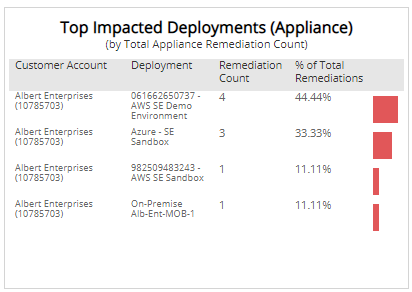 Top Impacted Deployments (Appliance)
(by Total Appliance Remediation Count)
Customer Account Deployment Remediation Count % of Total Remediations
Albert Enterprises (10785703) 061662650737 - AWS SE Demo Environment 4 44.44%
Albert Enterprises (10785703) Azure - SE Sandbox 3 33.33%
Albert Enterprises (10785703) 982509483243 - AWS SE Sandbox 1 11.11%
Albert Enterprises (10785703) On-Premise Alb-Ent-MOB-1 1 11.11%